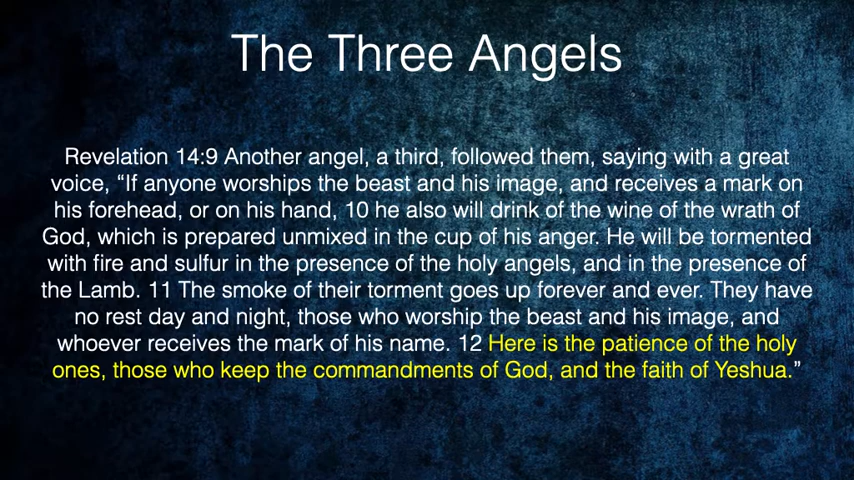 The Three Angels
Revelation 14:9 Another angel, a third, followed them, saying with a great
voice, “If anyone worships the beast and his image, and receives a mark on
his forehead, or on his hand, 10 he also will drink of the wine of the wrath of
God, which is prepared unmixed in the cup of his anger. He will be tormented
with fire and sulfur in the presence of the holy angels, and in the presence of
the Lamb. 11 The smoke of their torment goes up forever and ever. They have
no rest day and night, those who worship the beast and his image, and
whoever receives the mark of his name. 12 Here is the patience of the holy
ones, those who keep the commandments of God, and the faith of Yeshua.”